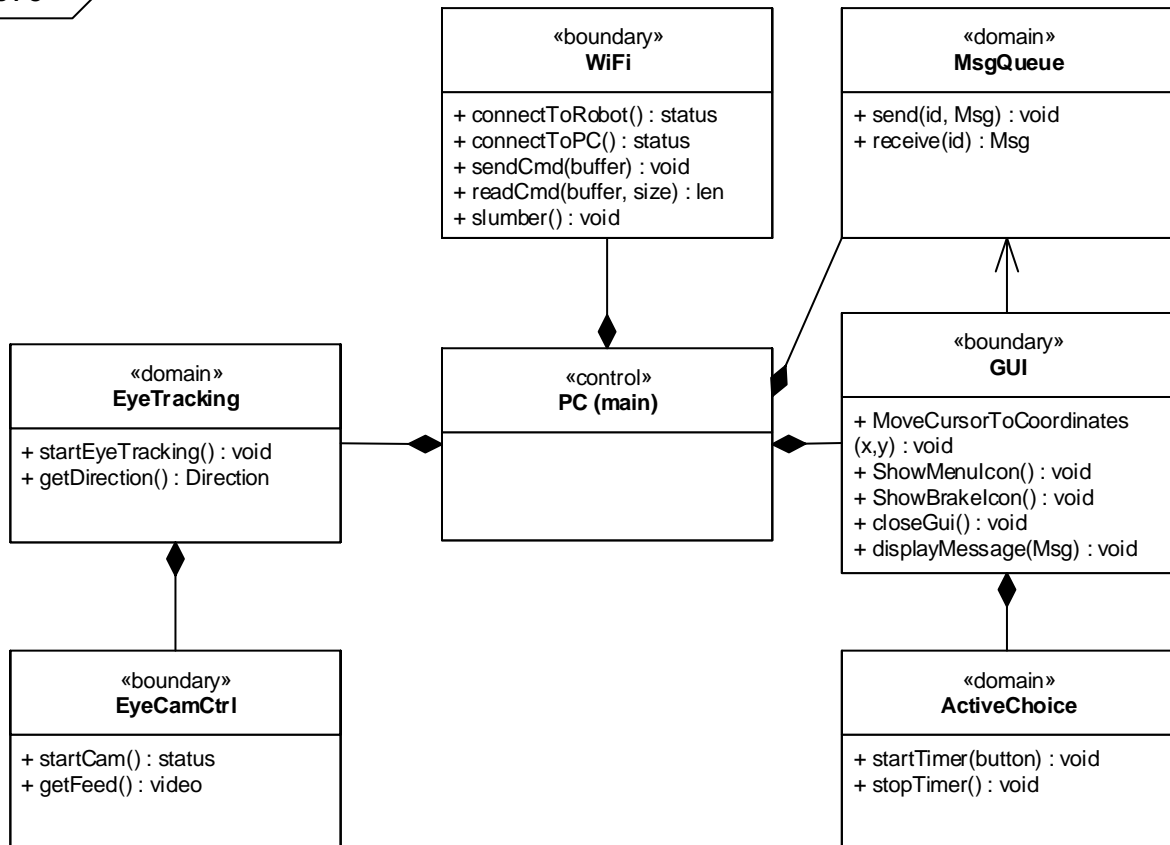 «boundary»
WiFi
+ connectToRobot() : status
+ connectToPC() : status
+ sendCmd(buffer) : void
+ readCmd(buffer, size) : len
+ slumber() : void
«domain»
MsgQueue
+ send(id, Msg) : void
+ receive(id) : Msg
«domain»
EyeTracking
+ startEyeTracking() : void
+ getDirection() : Direction
«control»
PC (main)
«boundary»
GUI
+ MoveCursorToCoordinates
(x,y) : void
+ ShowMenuIcon() : void
+ ShowBrakeIcon() : void
+ closeGui() : void
+ displayMessage(Msg) : void
«boundary»
EyeCamCtrl
+ startCam() : status
+ getFeed() : video
«domain»
ActiveChoice
+ startTimer(button) : void
+ stopTimer() : void